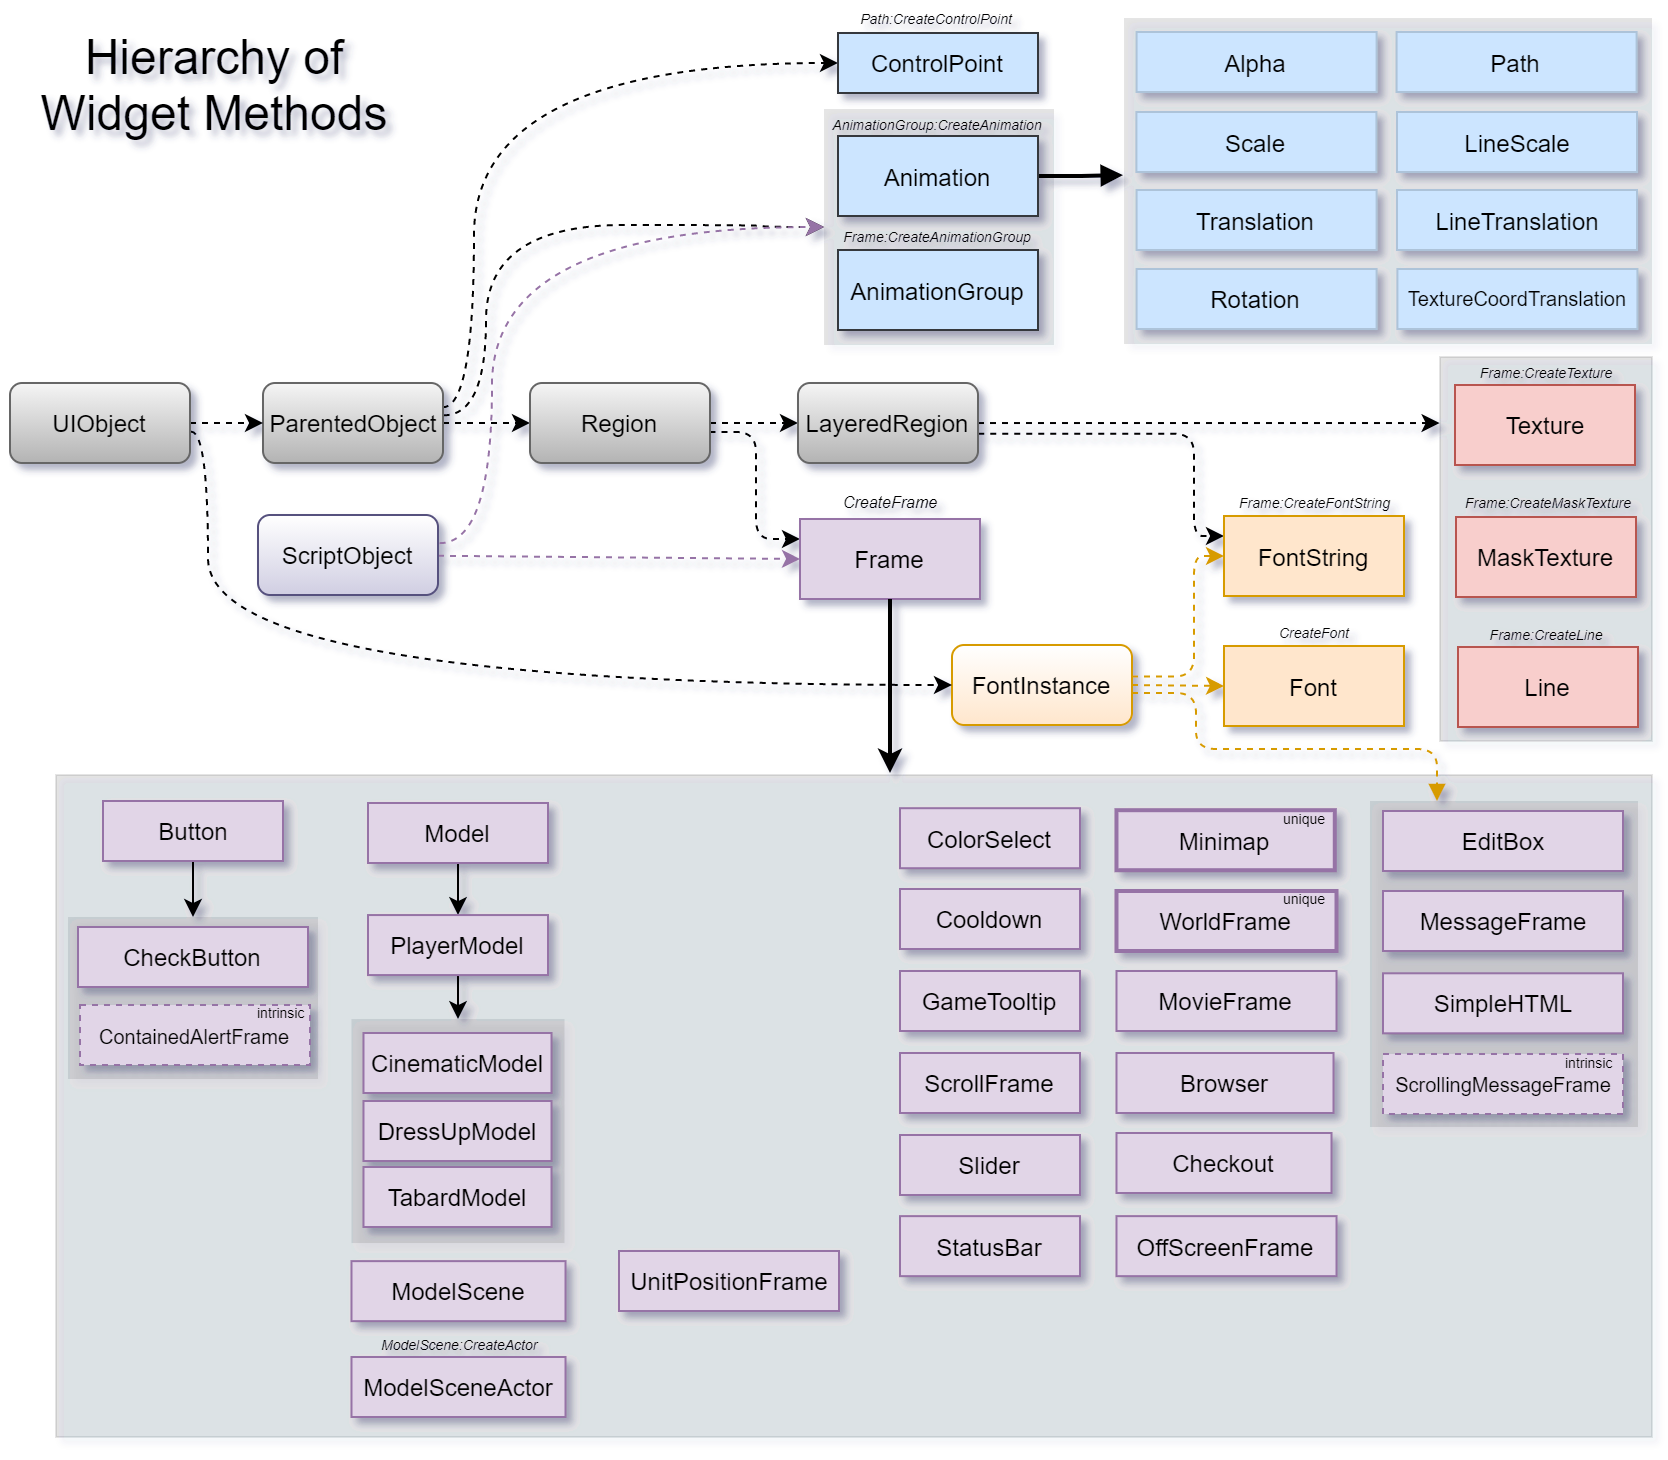 Hierarchy of
Widget Methods
Path:CreateControlPoint
ControlPoint
AnimationGroup:CreateAnimation
Animation
Frame:CreateAnimationGroup
AnimationGroup
Alpha
Path
Scale
LineScale
Translation
LineTranslation
Rotation
TextureCoordTranslation
UIObject
ParentedObject
Region
LayeredRegion
Frame:CreateTexture
Texture
ScriptObject
CreateFrame
Frame
Frame:CreateFontString
FontString
Frame:CreateMaskTexture
MaskTexture
FontInstance
CreateFont
Font
Frame:CreateLine
Line
Button
CheckButton
intrinsic
ContainedAlertFrame
Model
PlayerModel
CinematicModel
DressUpModel
TabardModel
ModelScene
ModelScene:CreateActor
ModelSceneActor
UnitPositionFrame
ColorSelect
Cooldown
GameTooltip
ScrollFrame
Slider
StatusBar
unique
Minimap
unique
WorldFrame
MovieFrame
Browser
Checkout
OffScreenFrame
EditBox
MessageFrame
SimpleHTML
intrinsic
ScrollingMessageFrame